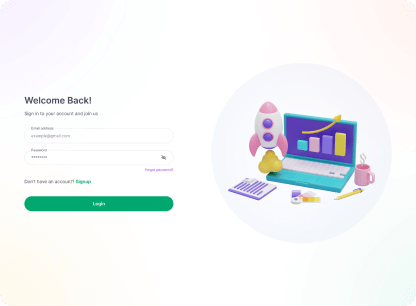 Welcome Back!
Sign in to your account and join us
Email address
example@gmail.com
Password
••••••••
Forgot password?
Don't have an account? Signup
Login